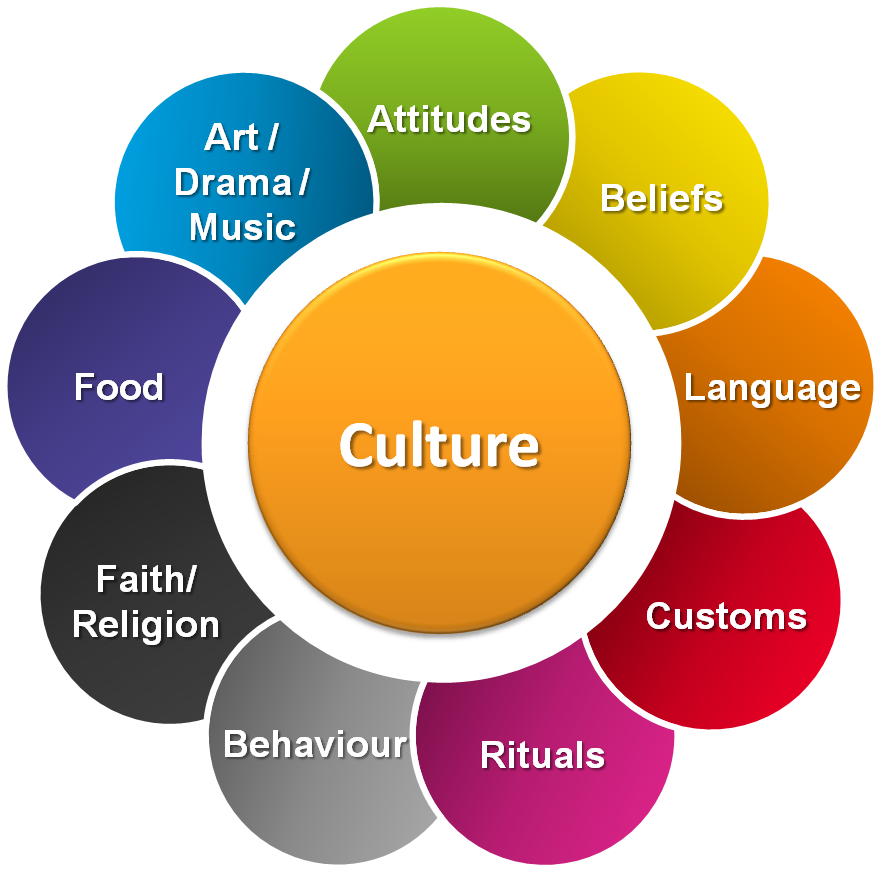 Attitudes
Beliefs
Language
Customs
Rituals
Behaviour
Faith/
Religion
Food
Art /
Drama /
Music
Culture